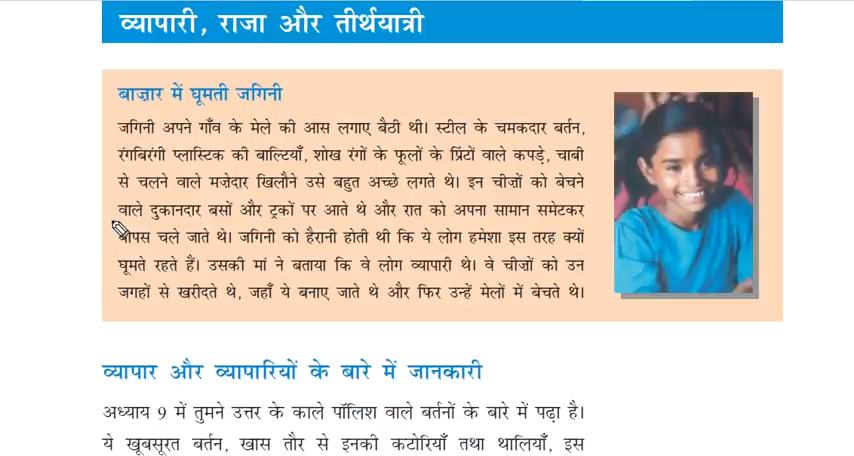 व्यापारी, राजा और तीर्थयात्री
बाज़ार में घूमती जगिनी
जगिनी अपने गाँव के मेले की आस लगाए बैठी थी। स्टील के चमकदार बर्तन,
रंगबिरंगी प्लास्टिक की बाल्टियाँ, शोख रंगों के फूलों के प्रिंटों वाले कपड़े, चाबी
से चलने वाले मज़ेदार खिलौने उसे बहुत अच्छे लगते थे। इन चीज़ों को बेचने
वाले दुकानदार बसों और ट्रकों पर आते थे और रात को अपना सामान समेटकर
वापस चले जाते थे। जगिनी को हैरानी होती थी कि ये लोग हमेशा इस तरह क्यों
घूमते रहते हैं। उसकी मां ने बताया कि वे लोग व्यापारी थे। वे चीज़ों को उन
जगहों से खरीदते थे, जहाँ ये बनाए जाते थे और फिर उन्हें मेलों में बेचते थे।
व्यापार और व्यापारियों के बारे में जानकारी
अध्याय 9 में तुमने उत्तर के काले पॉलिश वाले बर्तनों के बारे में पढ़ा है।
ये खूबसूरत बर्तन, खास तौर से इनकी कटोरियाँ तथा थालियाँ, इस